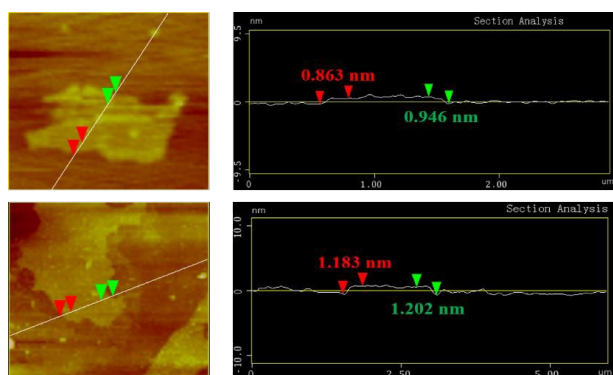 nm
Section Analysis
9.5
0.863 nm
0
0.946 nm
-9.5
um
0
1.00
2.00
nm
Section Analysis
10.0
1.183 nm
0
1.202 nm
-10.0
um
0
2.50
5.00